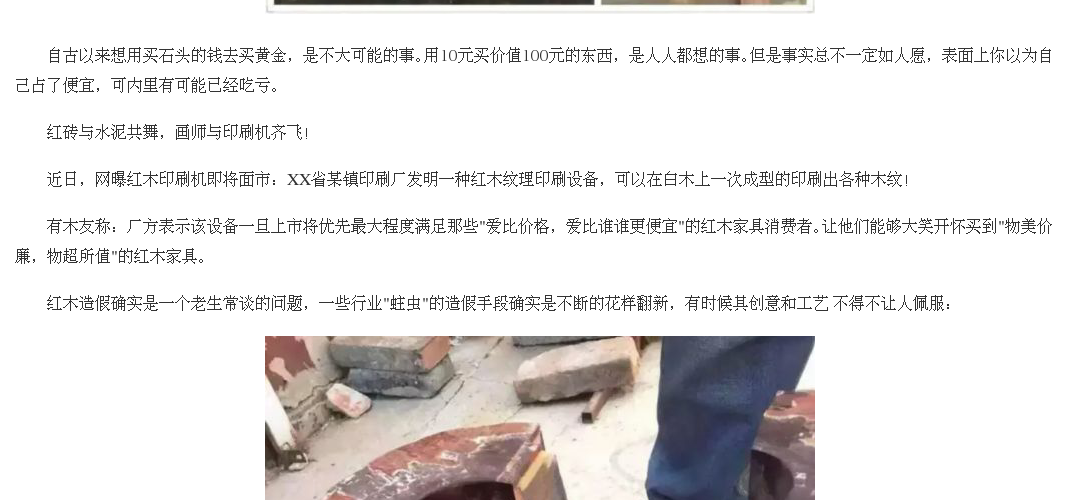 自古以来想用买石头的钱去买黄金，是不大可能的事。用10元买价值100元的东西，是人人都想的事。但是事实总不一定如人愿，表面上你以为自
己占了便宜，可内里有可能已经吃亏。
红砖与水泥共舞，画师与印刷机齐飞！
近日，网曝红木印刷机即将面市：XX省某镇印刷厂发明一种红木纹理印刷设备，可以在白木上一次成型的印刷出各种木纹！
有木友称：厂方表示该设备一旦上市将优先最大程度满足那些"爱比价格，爱比谁谁更便宜"的红木家具消费者。让他们能够大笑开怀买到"物美价
廉，物超所值"的红木家具。
红木造假确实是一个老生常谈的问题，一些行业"蛀虫"的造假手段确实是不断的花样翻新，有时候其创意和工艺 不得不让人佩服：